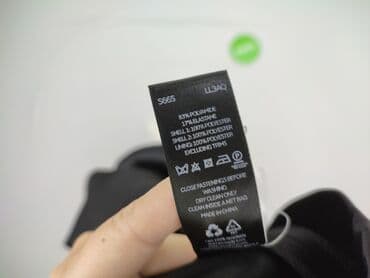 S665 LL3AQ
83% POLYAMIDE
17% ELASTANE
SHELL 1: 100% POLYESTER
SHELL 2: 100% POLYESTER
LINING: 100% POLYESTER
EXCLUDING TRIMS
CLOSE FASTENINGS BEFORE
WASHING
DRY CLEAN ONLY
CLEAN INSIDE A NET BAG
MADE IN CHINA